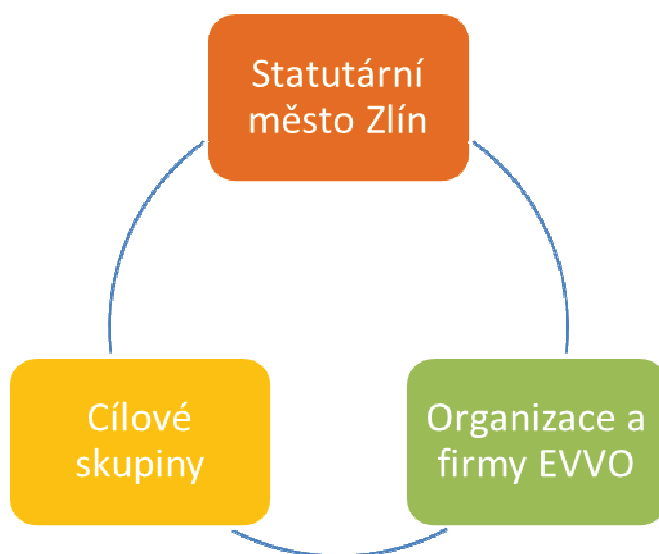 Statutární
město Zlín
Cílové
skupiny
Organizace a
firmy EVVO